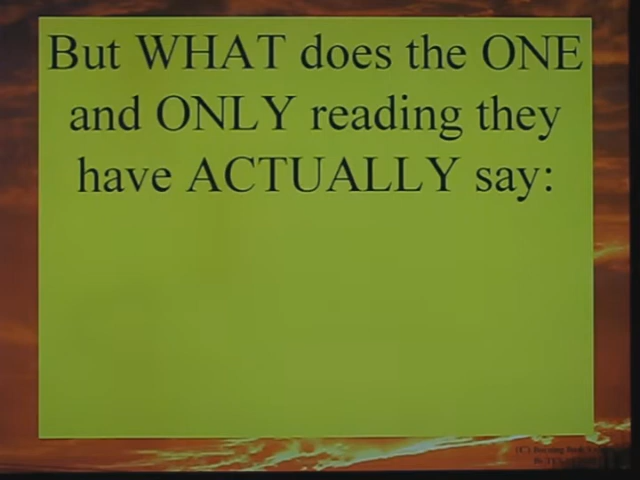 But WHAT does the ONE
and ONLY reading they
have ACTUALLY say:
(C)